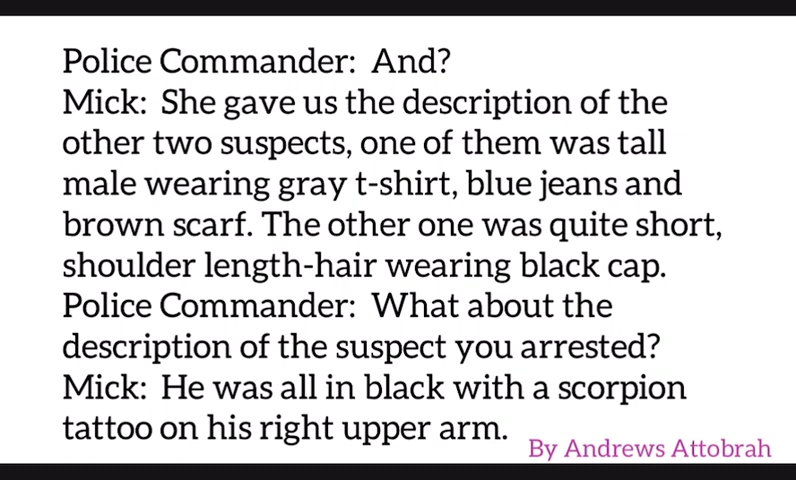 Police Commander: And?
Mick: She gave us the description of the
other two suspects, one of them was tall
male wearing gray t-shirt, blue jeans and
brown scarf. The other one was quite short,
shoulder length-hair wearing black cap.
Police Commander: What about the
description of the suspect you arrested?
Mick: He was all in black with a scorpion
tattoo on his right upper arm.
By Andrews Attobrah